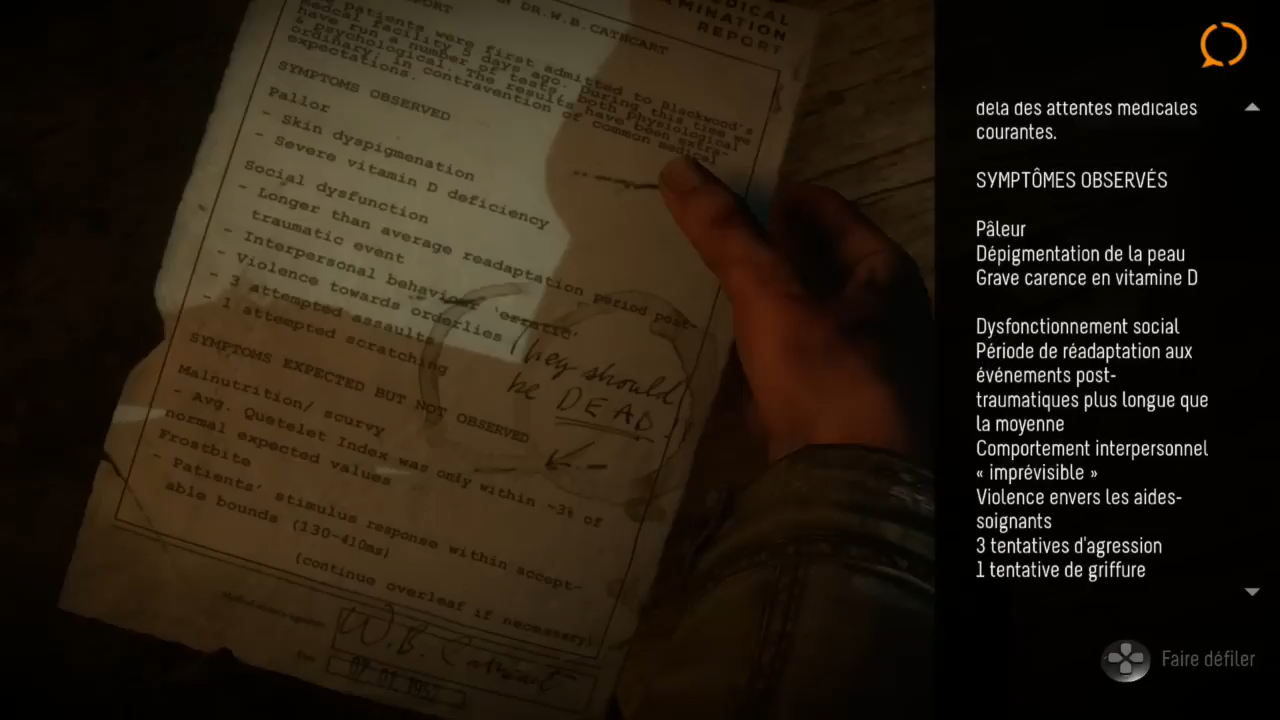 MEDICAL
EXAMINATION
REPORT
DR. W.B. CATHCART
patients were first admitted to Blackwood's
medcal facility 5 days ago. During this time we
have run a number of tests, both physiological
& psychological. The results have been extra-
ordinary; in contravention of common medical
expectations.
SYMPTOMS OBSERVED
Pallor
- Skin dyspigmenation
- Severe vitamin D deficiency
Social dysfunction
- Longer than average readaptation period post-
traumatic event
- Interpersonal behaviour 'erratic'
- Violence towards orderlies
- 3 attempted assaults
- 1 attempted scratching
They should
be DEAD
SYMPTOMS EXPECTED BUT NOT OBSERVED
Malnutrition/ scurvy
- Avg. Quetelet Index was only within ~3% of
normal expected values
Frostbite
- Patients' stimulus response within accept-
able bounds (130-410ms)
(continue overleaf if necessary)
W.B Cathcart
delà des attentes médicales
courantes.
SYMPTÔMES OBSERVÉS
Pâleur
Dépigmentation de la peau
Grave carence en vitamine D
Dysfonctionnement social
Période de réadaptation aux
événements post-
traumatiques plus longue que
la moyenne
Comportement interpersonnel
« imprévisible »
Violence envers les aides-
soignants
3 tentatives d'agression
1 tentative de griffure
Faire défiler